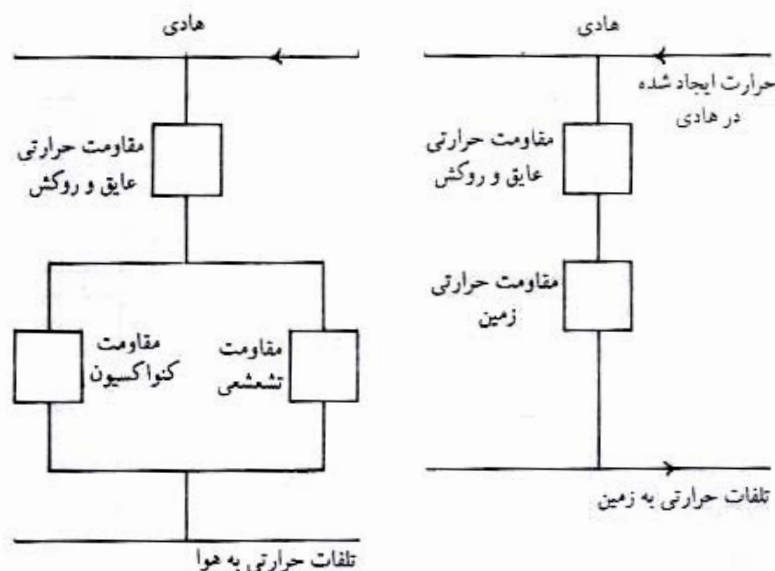 هادی
حرارت ایجاد شده
در هادی
مقاومت حرارتی
عایق و روکش
مقاومت حرارتی
زمین
تلفات حرارتی به زمین
هادی
مقاومت حرارتی
عایق و روکش
مقاومت
تشعشعی
مقاومت
کنواکسیون
تلفات حرارتی به هوا